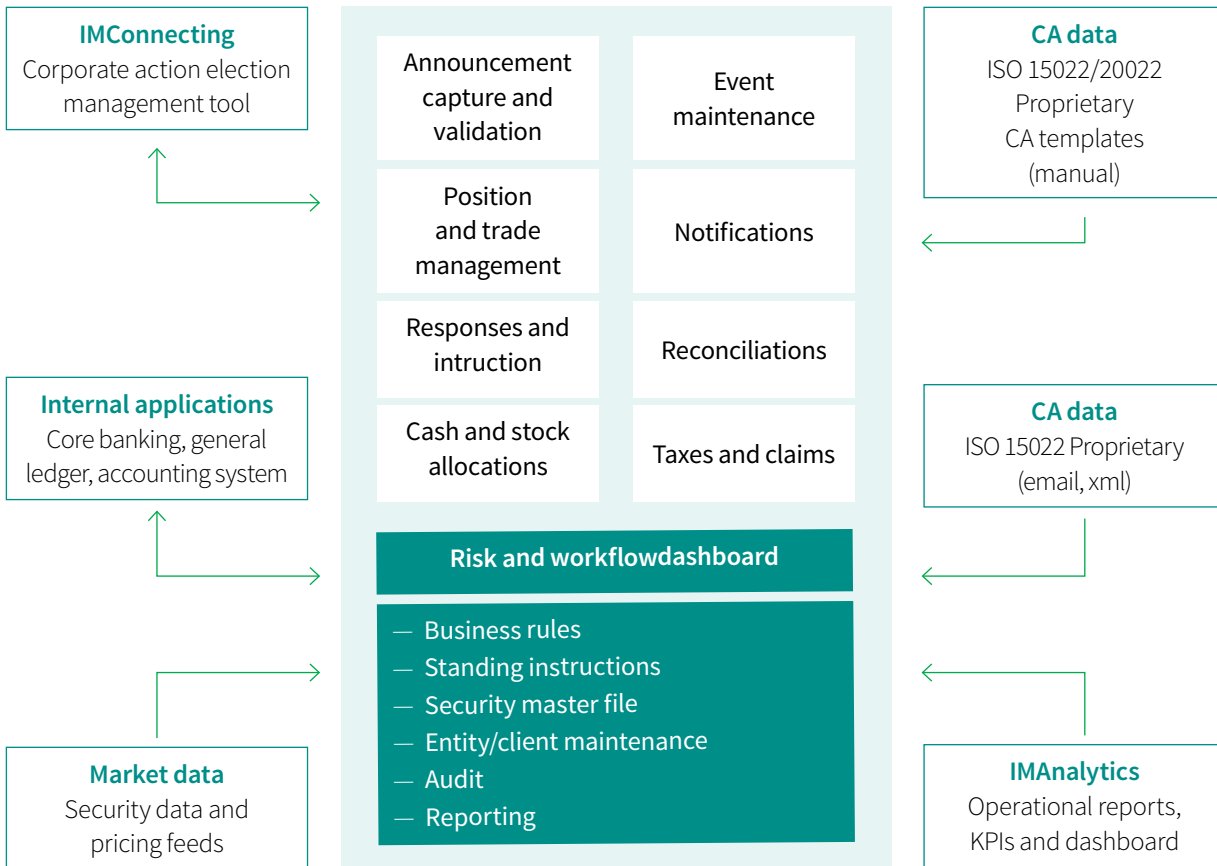 IMConnecting
Corporate action election
management tool
Internal applications
Core banking, general
ledger, accounting system
Market data
Security data and
pricing feeds
Announcement
capture and
validation
Event
maintenance
Position
and trade
management
Notifications
Responses and
intruction
Reconciliations
Cash and stock
allocations
Taxes and claims
Risk and workflowdashboard
— Business rules
— Standing instructions
— Security master file
— Entity/client maintenance
— Audit
— Reporting
CA data
ISO 15022/20022
Proprietary
CA templates
(manual)
CA data
ISO 15022 Proprietary
(email, xml)
IMAnalytics
Operational reports,
KPIs and dashboard